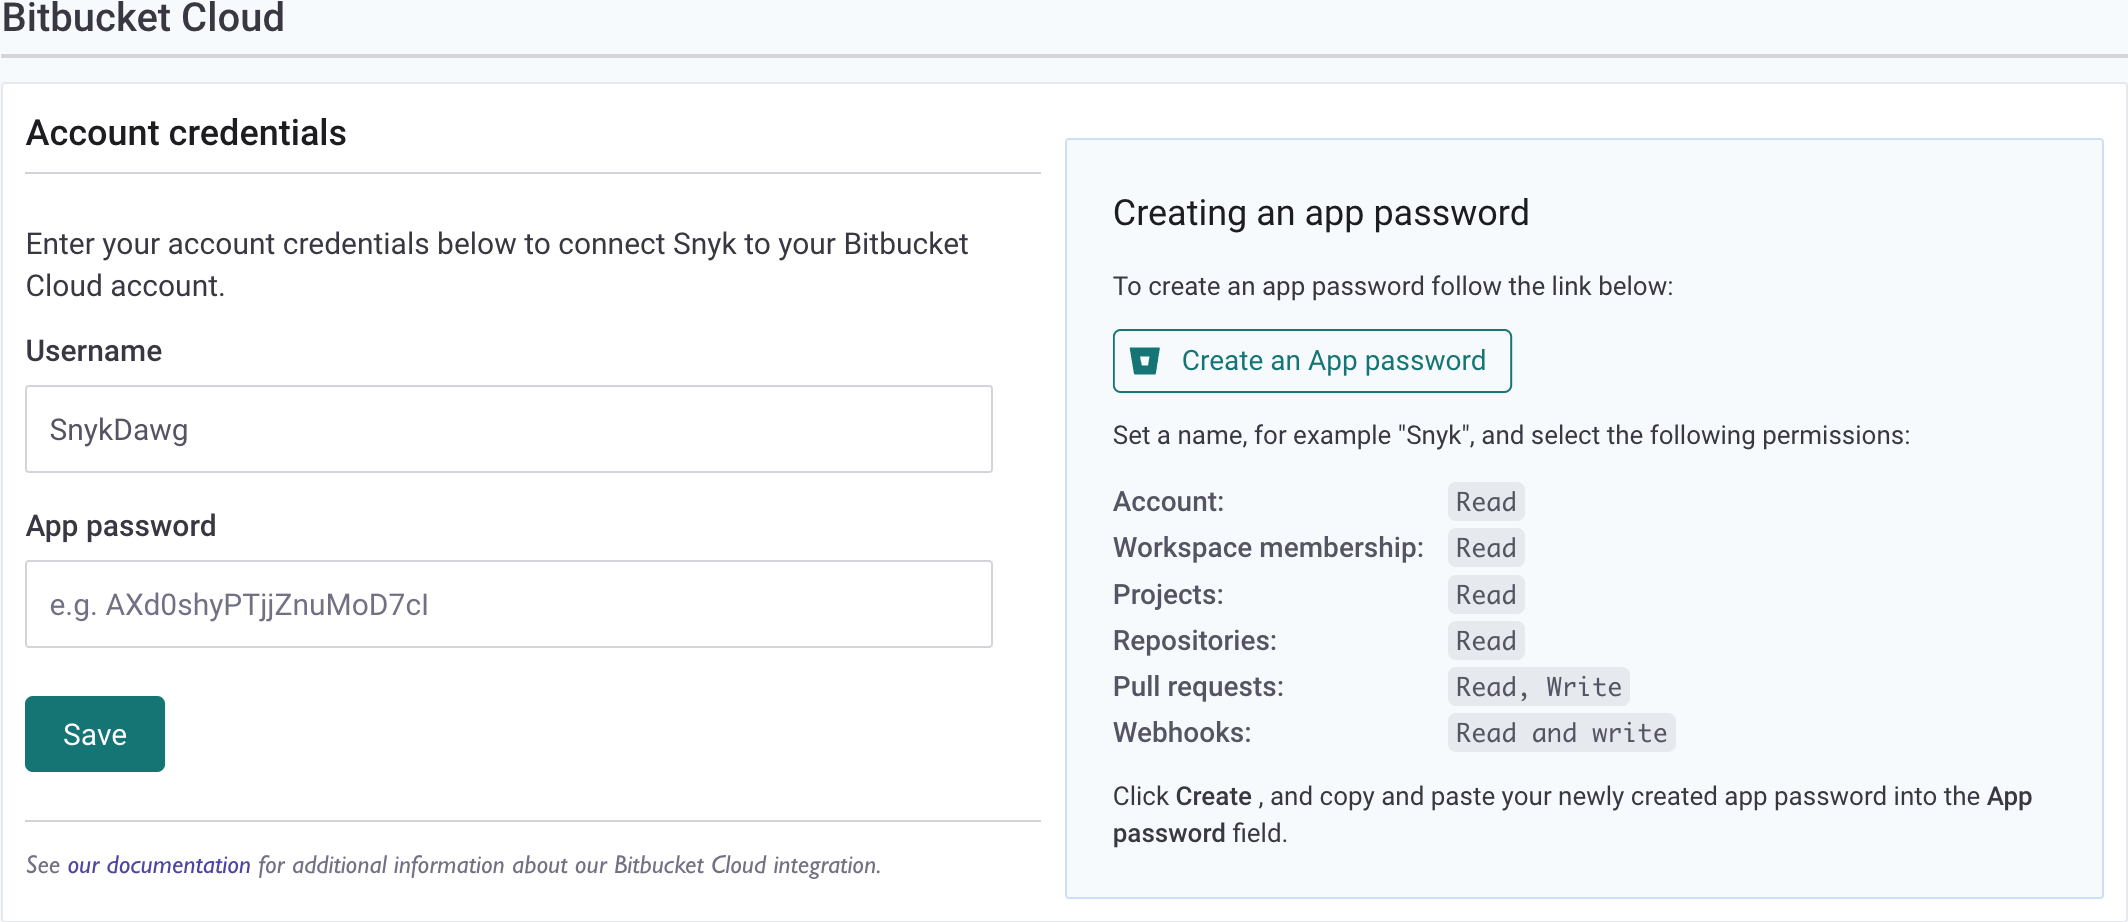 Bitbucket Cloud
Account credentials
Enter your account credentials below to connect Snyk to your Bitbucket
Cloud account.
Username
SnykDawg
App password
e.g. AXd0shyPTjjZnuMoD7cI
Save
See our documentation for additional information about our Bitbucket Cloud integration.
Creating an app password
To create an app password follow the link below:
Create an App password
Set a name, for example "Snyk", and select the following permissions:
Account: Read
Workspace membership: Read
Projects: Read
Repositories: Read
Pull requests: Read, Write
Webhooks: Read and write
Click Create , and copy and paste your newly created app password into the App
password field.